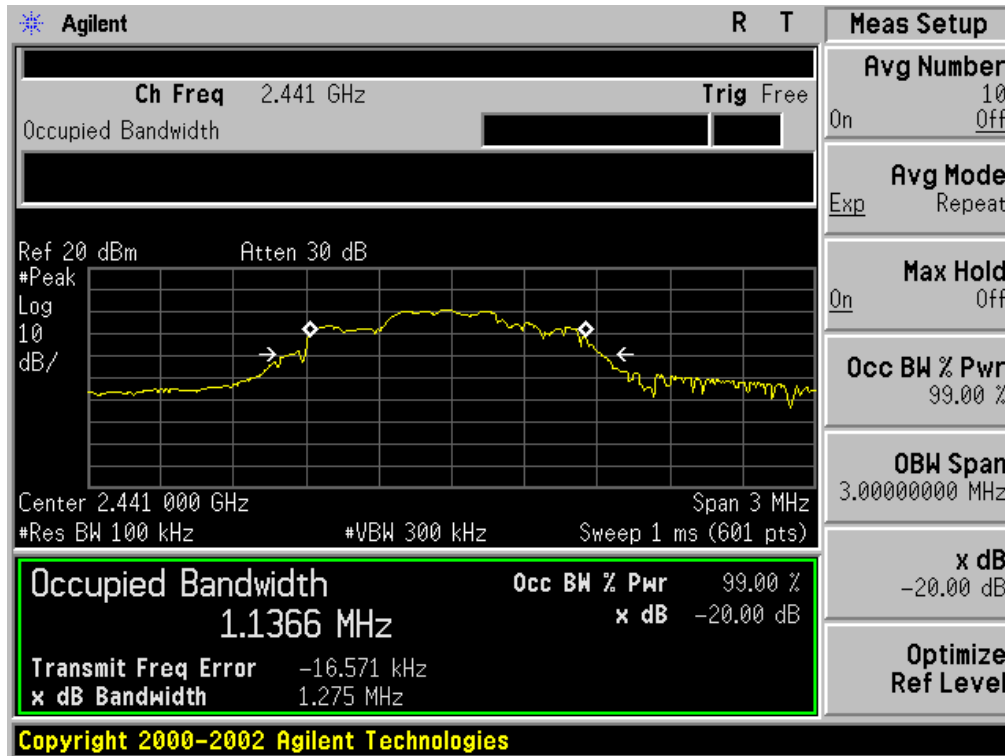 Agilent R T
Ch Freq 2.441 GHz Trig Free
Occupied Bandwidth
Ref 20 dBm Atten 30 dB
#Peak
Log
10
dB/
Center 2.441 000 GHz Span 3 MHz
#Res BW 100 kHz #VBW 300 kHz Sweep 1 ms (601 pts)
Occupied Bandwidth Occ BW % Pwr 99.00 %
1.1366 MHz x dB -20.00 dB
Transmit Freq Error -16.571 kHz
x dB Bandwidth 1.275 MHz
Meas Setup
Avg Number
10
On Off
Avg Mode
Exp Repeat
Max Hold
On Off
Occ BW % Pwr
99.00 %
OBW Span
3.00000000 MHz
x dB
-20.00 dB
Optimize
Ref Level
Copyright 2000-2002 Agilent Technologies